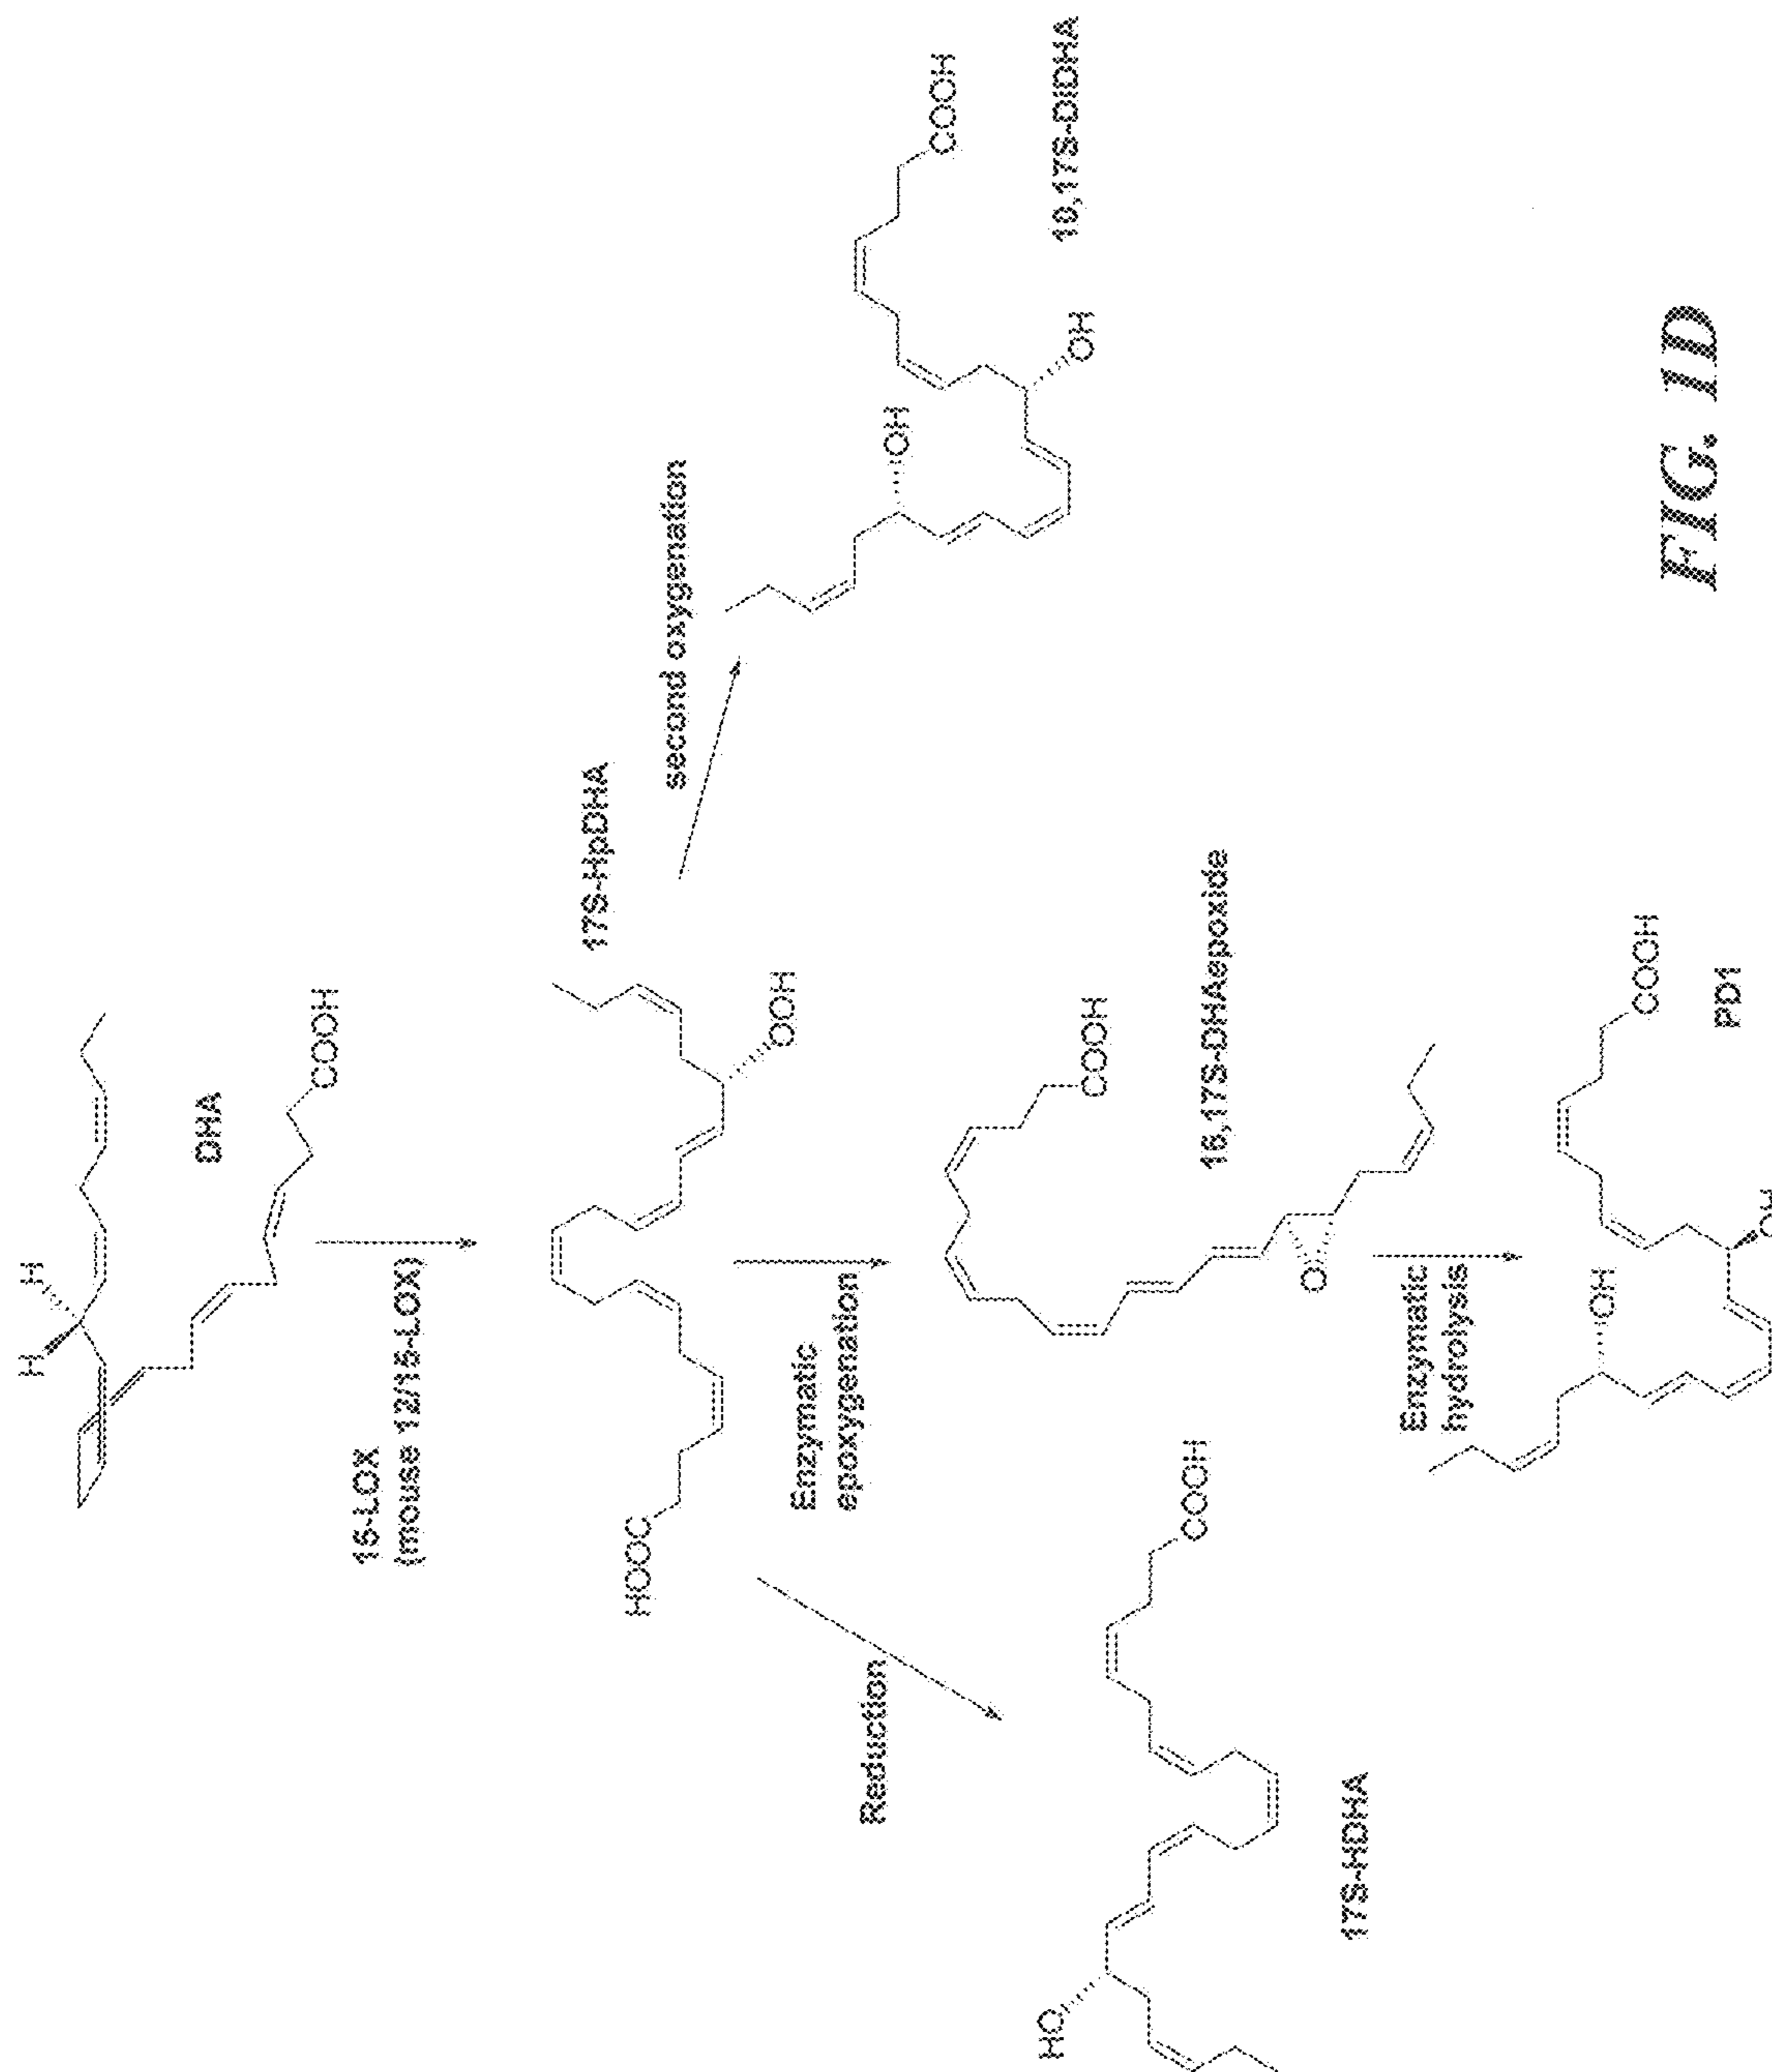 H
H
DHA
COOH
15-LOX
(mouse 12/15-LOX)
17S-HpDHA
HOOC
OOH
second oxygenation
Enzymatic
epoxygenation
Reduction
OH
COOH
OH
10,17S-DiDHA
COOH
16,17S-DHAepoxide
O
HO
COOH
17S-HDHA
Enzymatic
hydrolysis
OH
COOH
PD1
FIG. 1D